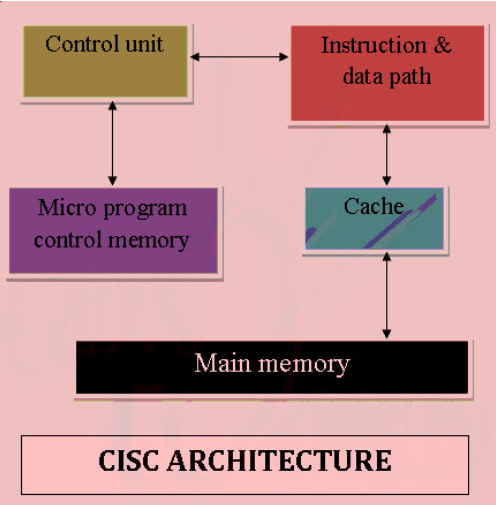 Control unit
Instruction &
data path
Micro program
control memory
Cache
Main memory
CISC ARCHITECTURE